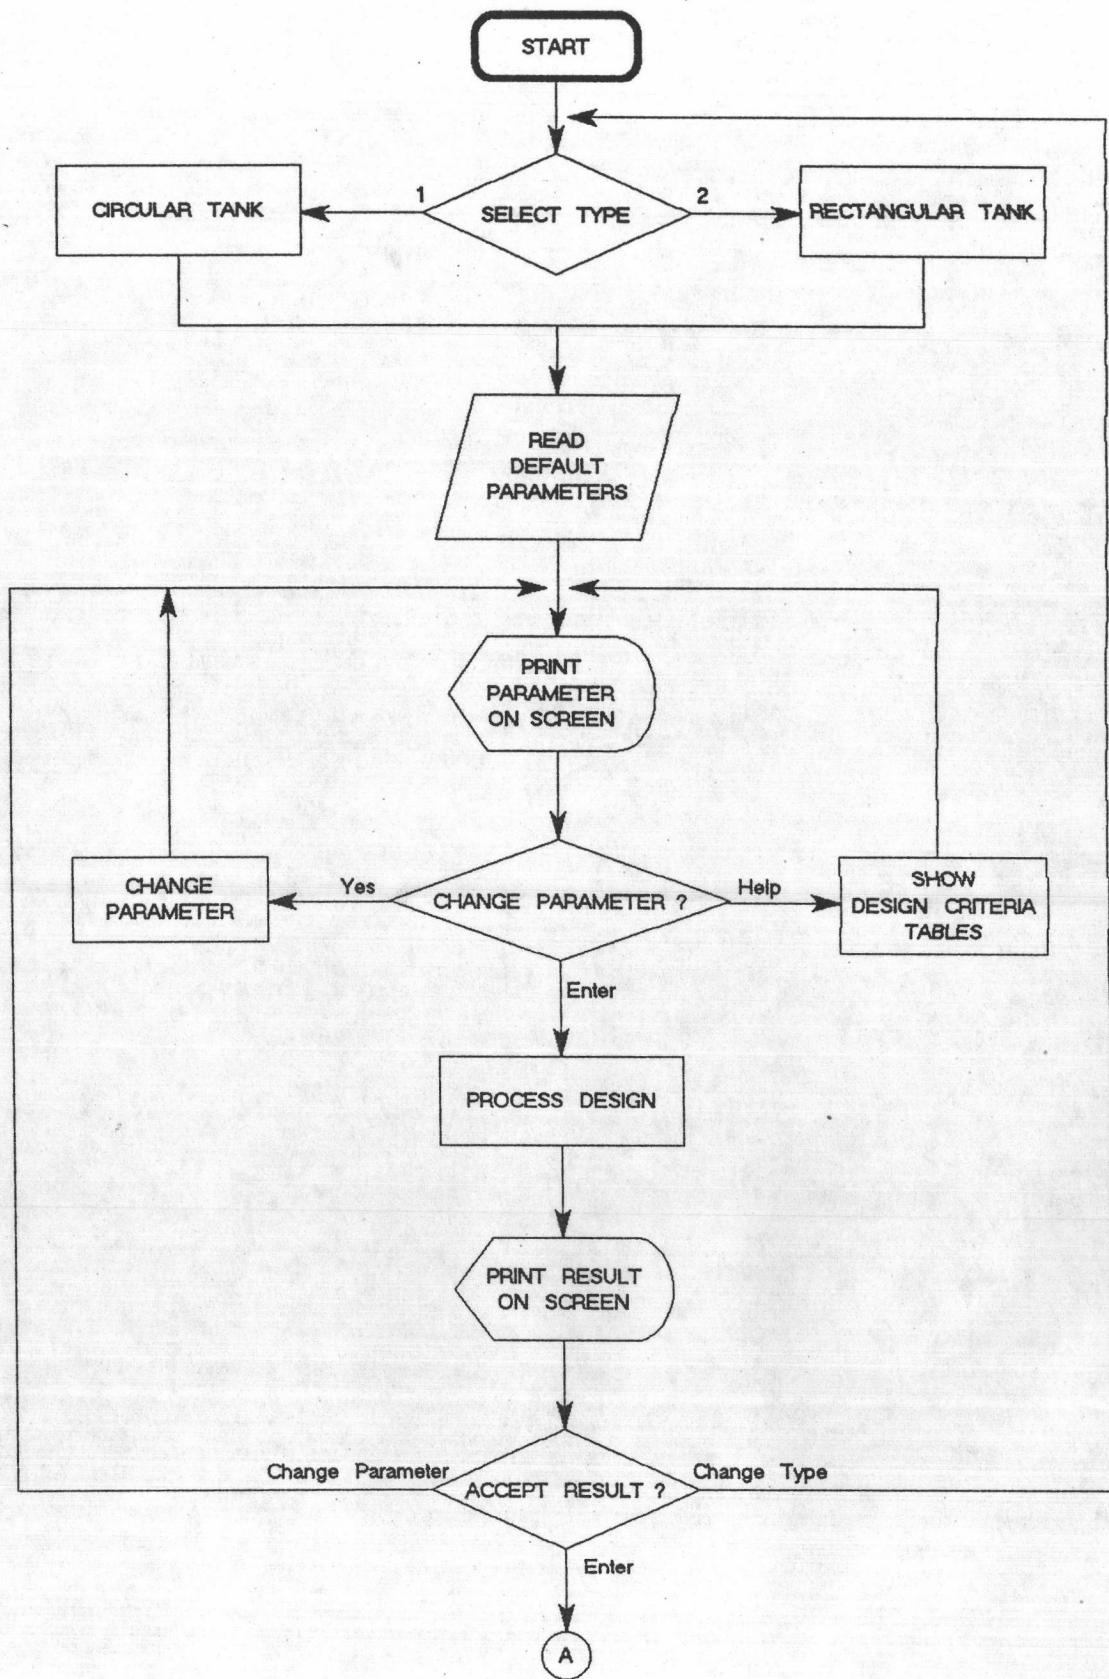 START
1
2
CIRCULAR TANK
SELECT TYPE
RECTANGULAR TANK
READ
DEFAULT
PARAMETERS
PRINT
PARAMETER
ON SCREEN
CHANGE
PARAMETER
Yes
CHANGE PARAMETER ?
Help
SHOW
DESIGN CRITERIA
TABLES
Enter
PROCESS DESIGN
PRINT RESULT
ON SCREEN
Change Parameter
ACCEPT RESULT ?
Change Type
Enter
A